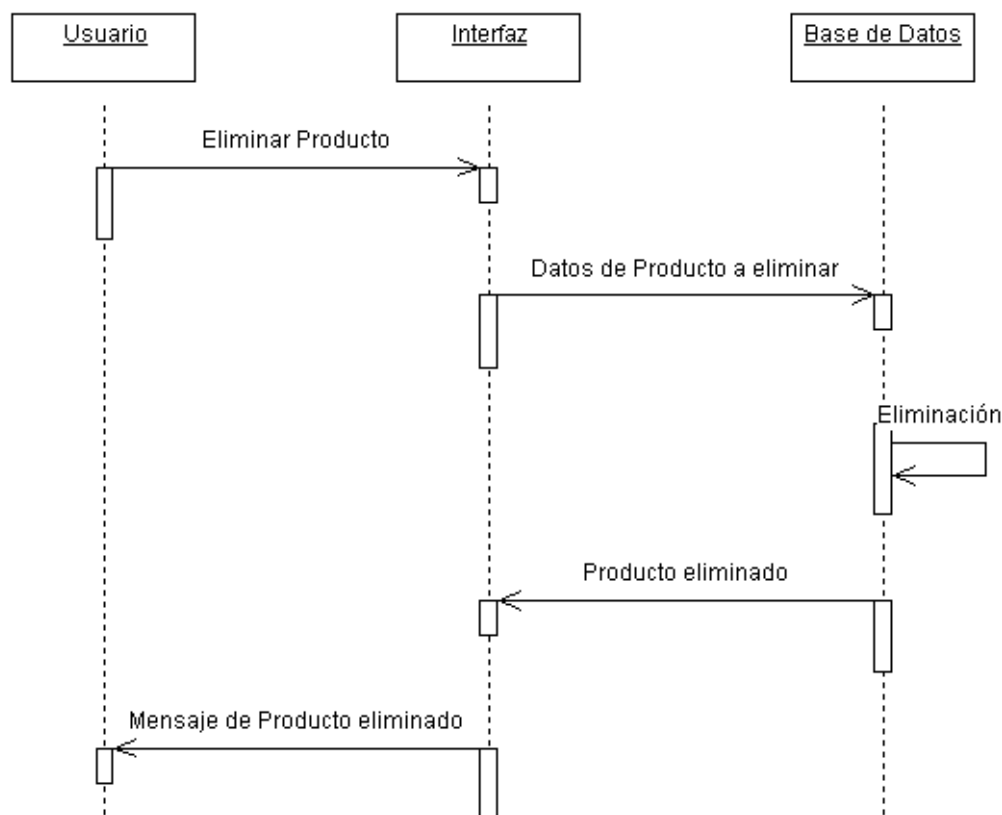 Usuario
Interfaz
Base de Datos
Eliminar Producto
Datos de Producto a eliminar
Eliminación
Producto eliminado
Mensaje de Producto eliminado